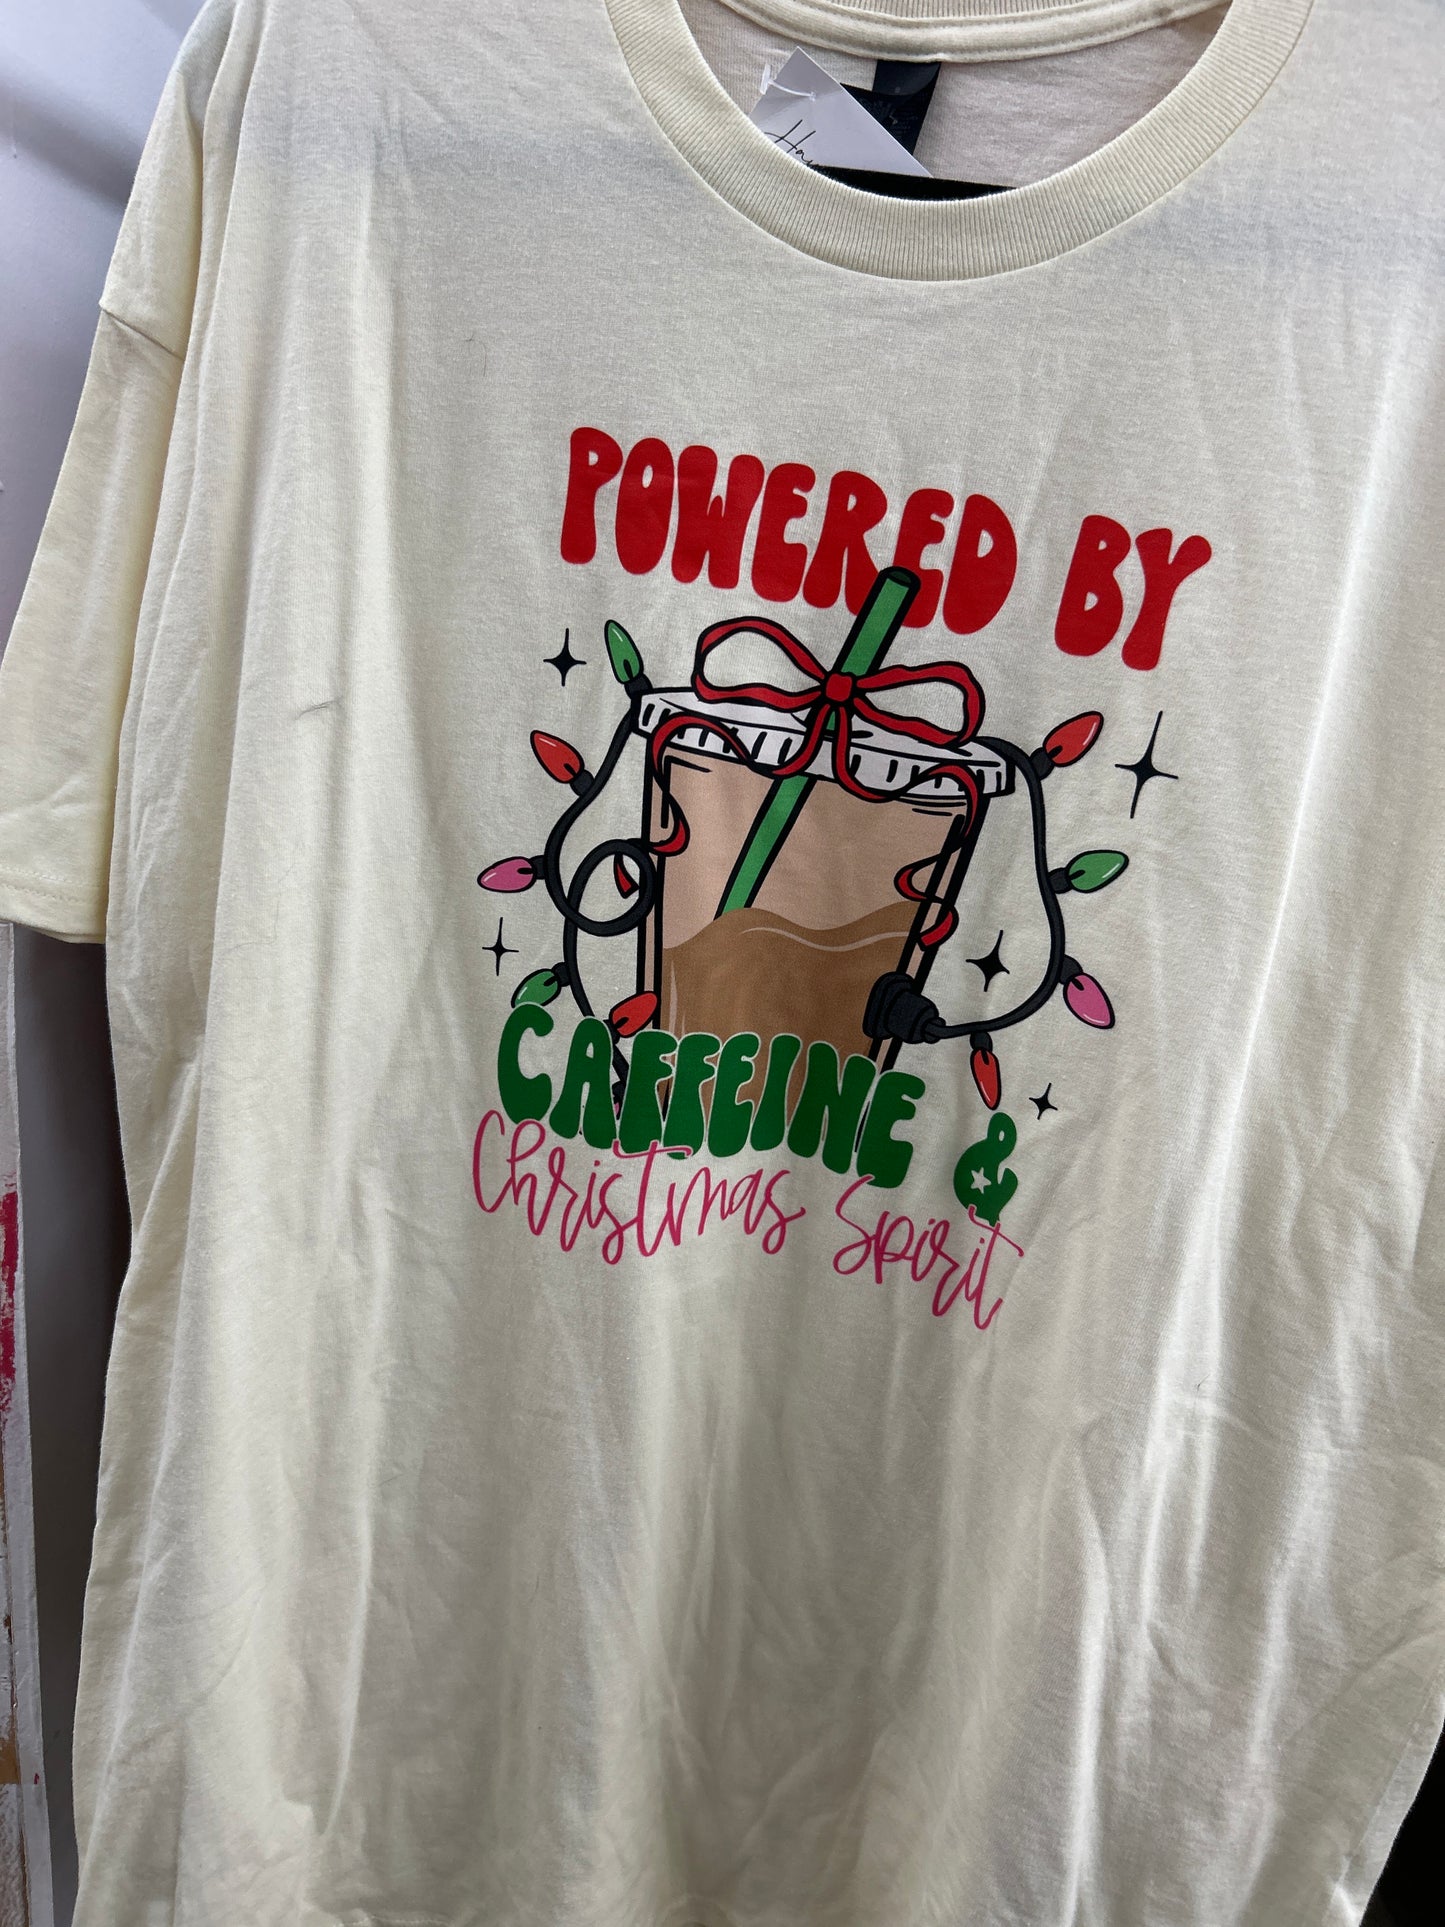 POWERED BY
CAFFEINE &
Christmas Spirit